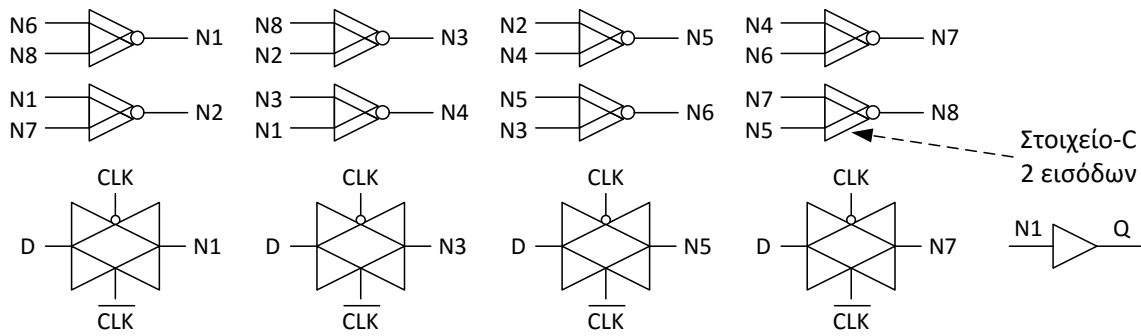 N6 N1 N8 N3 N2 N5 N4 N7
N8 N2 N4 N6
N1 N2 N3 N4 N5 N6 N7 N8
N7 N1 N3 N5
Στοιχείο-C
2 εισόδων
CLK CLK CLK CLK
D N1 D N3 D N5 D N7 N1 Q
CLK CLK CLK CLK